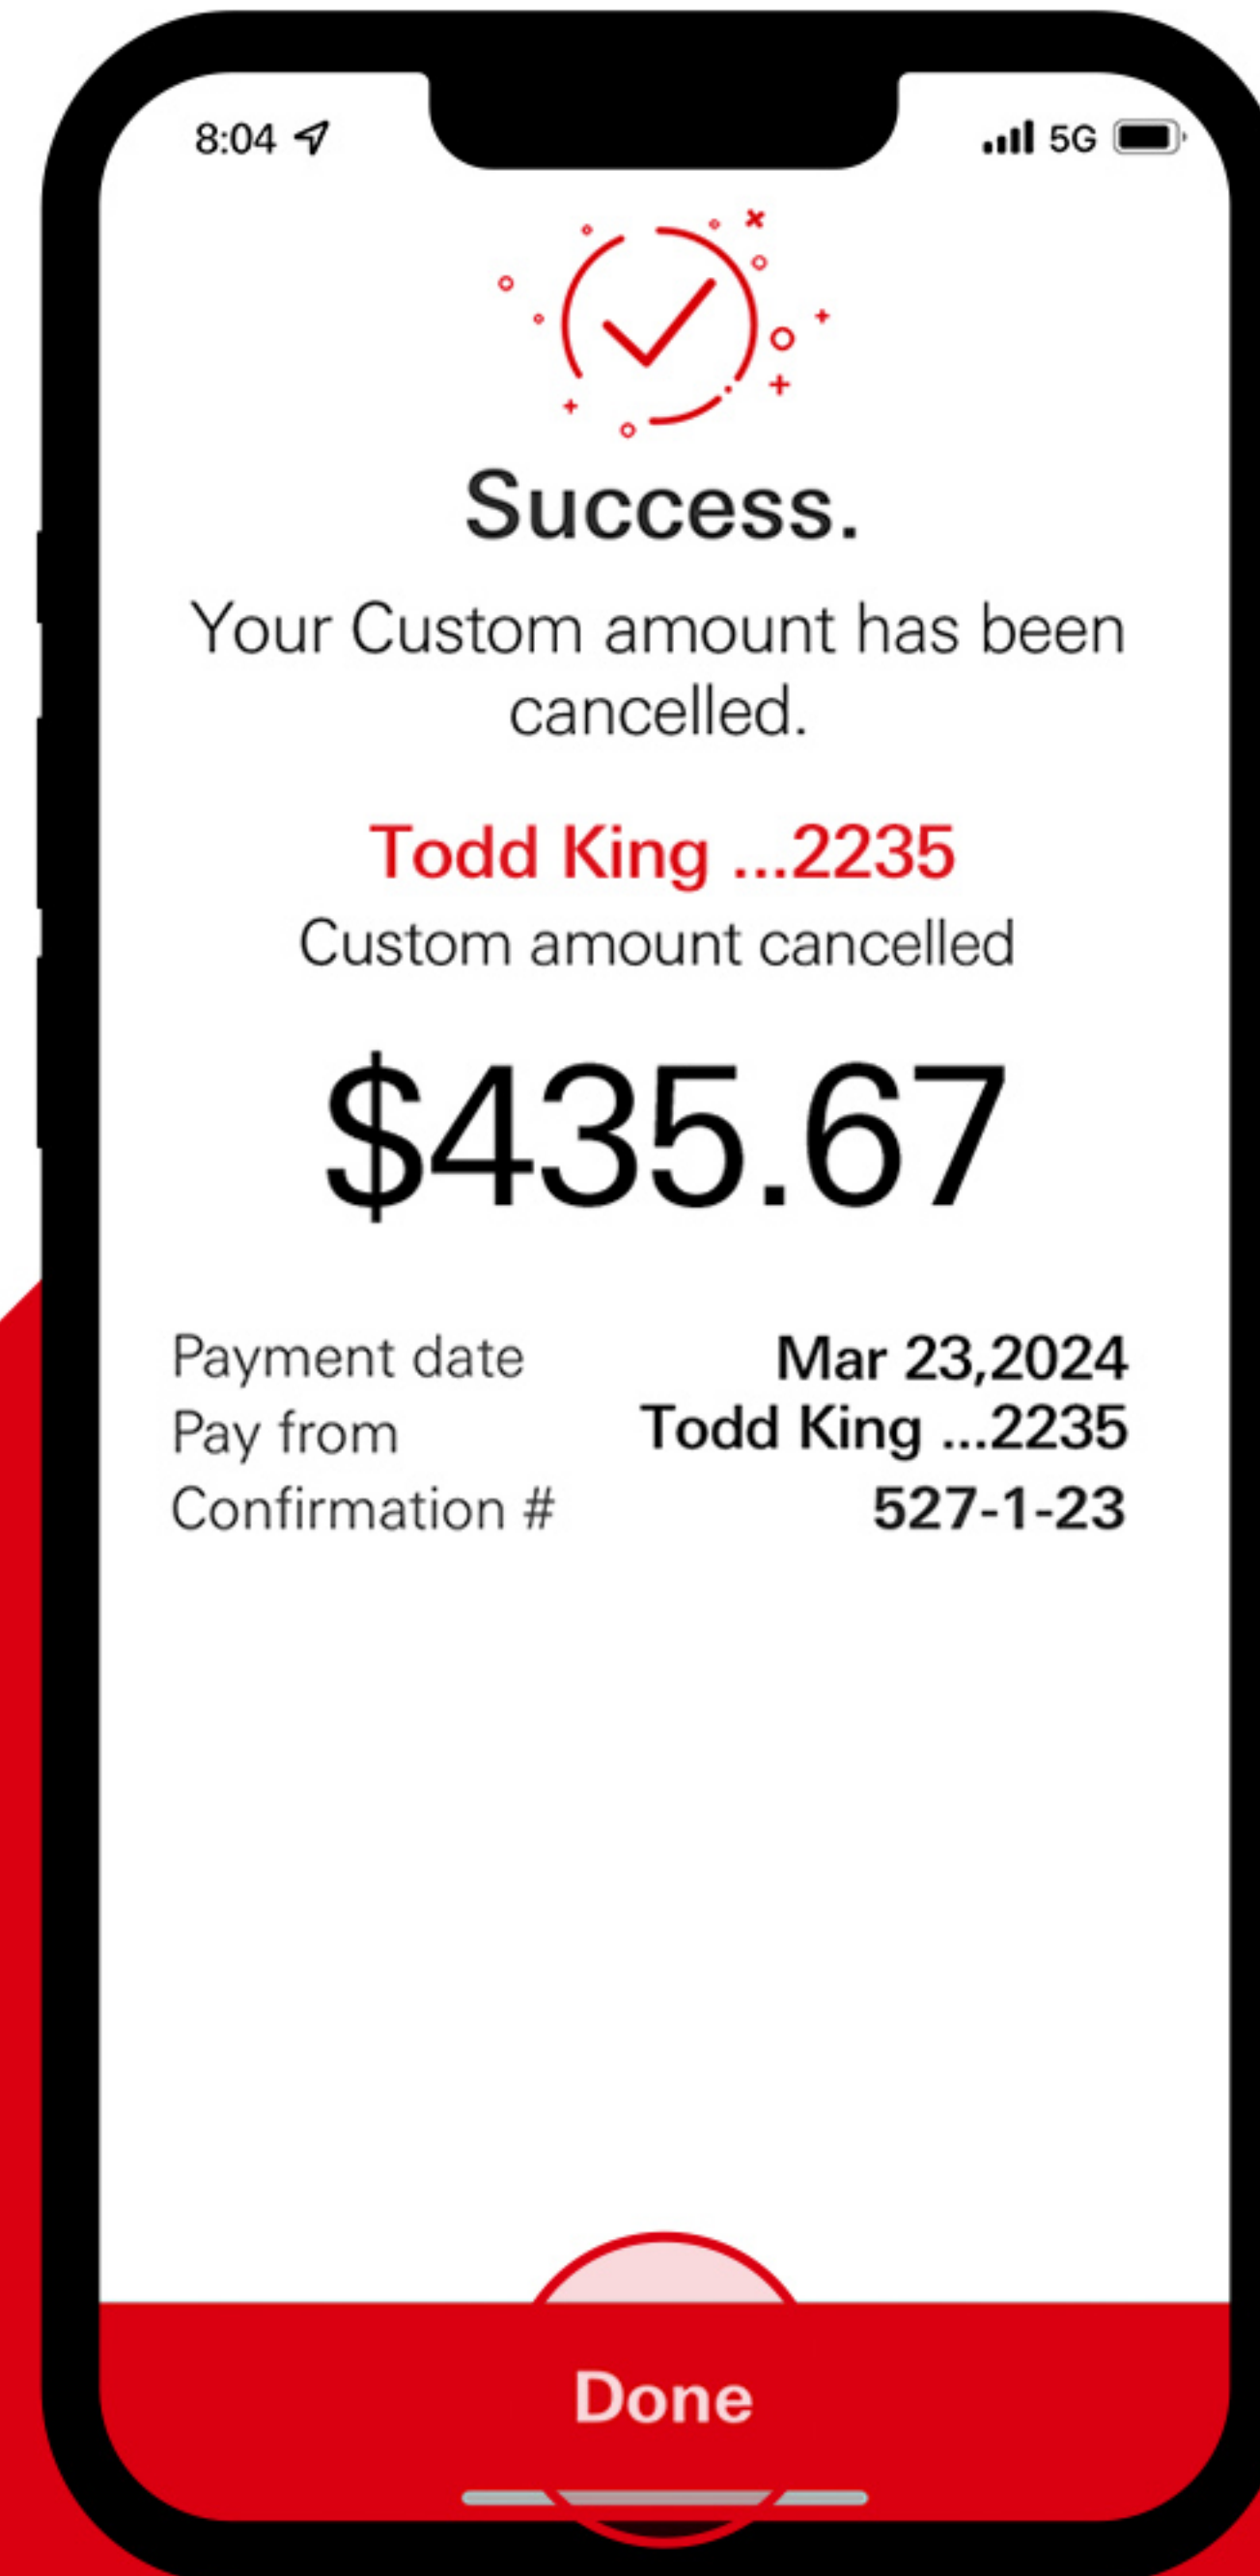 8:04 5G
Success.
Your Custom amount has been
cancelled.
Todd King ...2235
Custom amount cancelled
$435.67
Payment date Mar 23,2024
Pay from Todd King ...2235
Confirmation # 527-1-23
Done